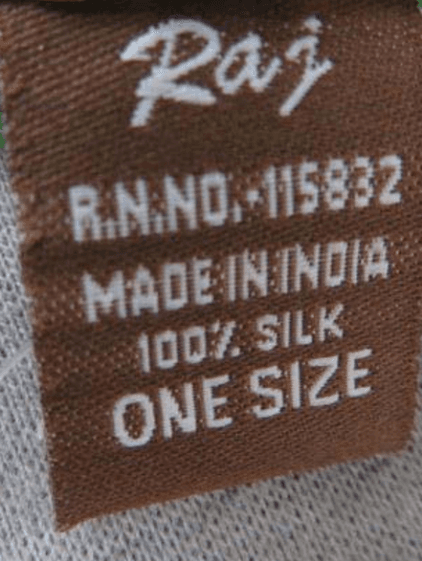 Raj
R.N.NO.-115832
MADE IN INDIA
100% SILK
ONE SIZE